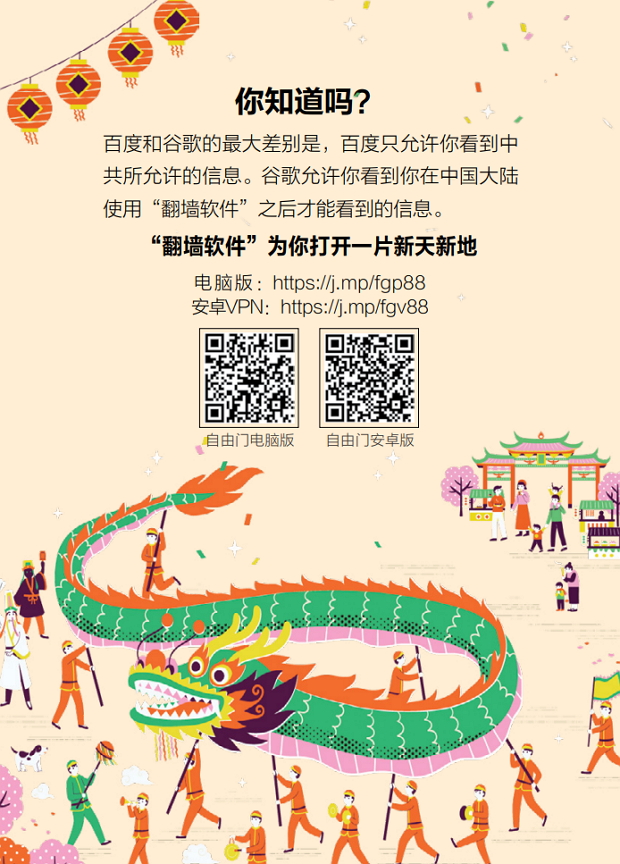 你知道吗？
百度和谷歌的最大差别是，百度只允许你看到中
共所允许的信息。谷歌允许你看到你在中国大陆
使用“翻墙软件”之后才能看到的信息。
“翻墙软件”为你打开一片新天新地
电脑版：https://j.mp/fgp88
安卓VPN：https://j.mp/fgv88
自由门电脑版 自由门安卓版